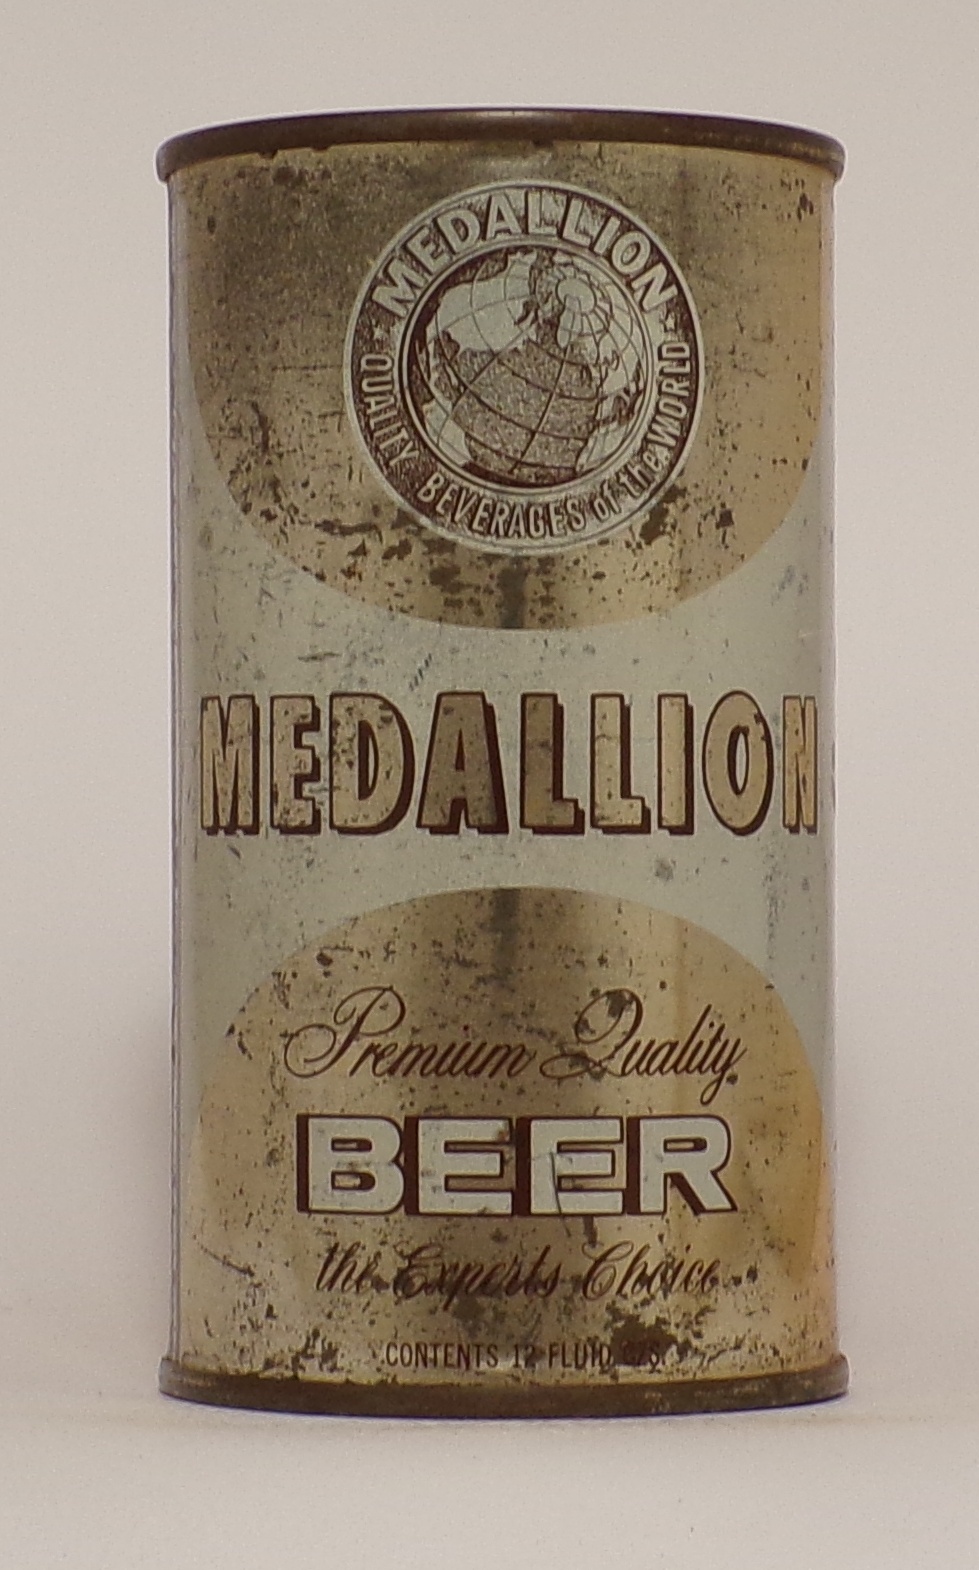 MEDALLION
QUALITY BEVERAGES of the WORLD
MEDALLION
Premium Quality
BEER
the Experts Choice
CONTENTS 12 FLUID OZS.